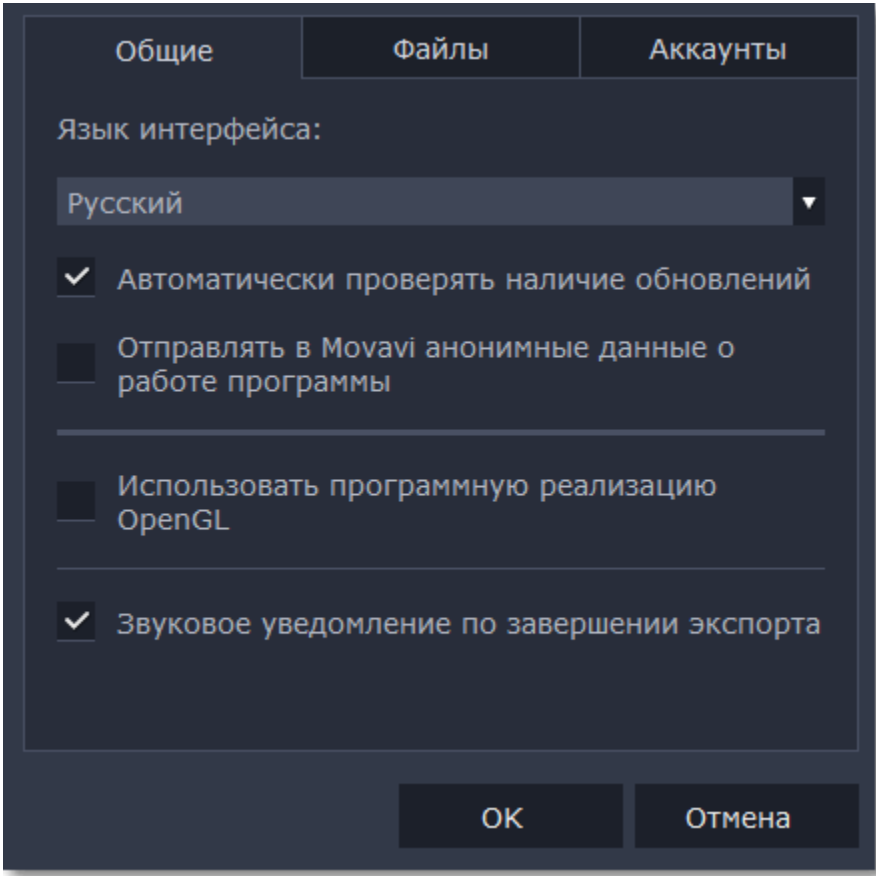 Общие Файлы Аккаунты
Язык интерфейса:
Русский
Автоматически проверять наличие обновлений
Отправлять в Movavi анонимные данные о
работе программы
Использовать программную реализацию
OpenGL
Звуковое уведомление по завершении экспорта
OK Отмена